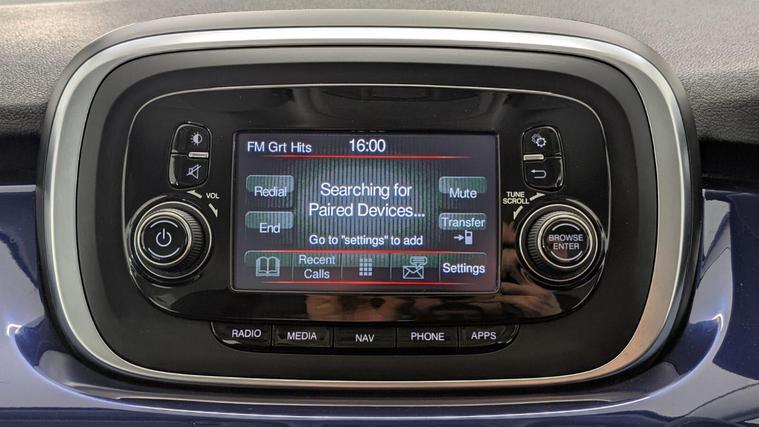 FM Grt Hits 16:00
Redial
Searching for
Paired Devices...
Mute
End
Transfer
Go to "settings" to add
Recent
Calls
Settings
VOL
TUNE
SCROLL
BROWSE
ENTER
RADIO MEDIA NAV PHONE APPS